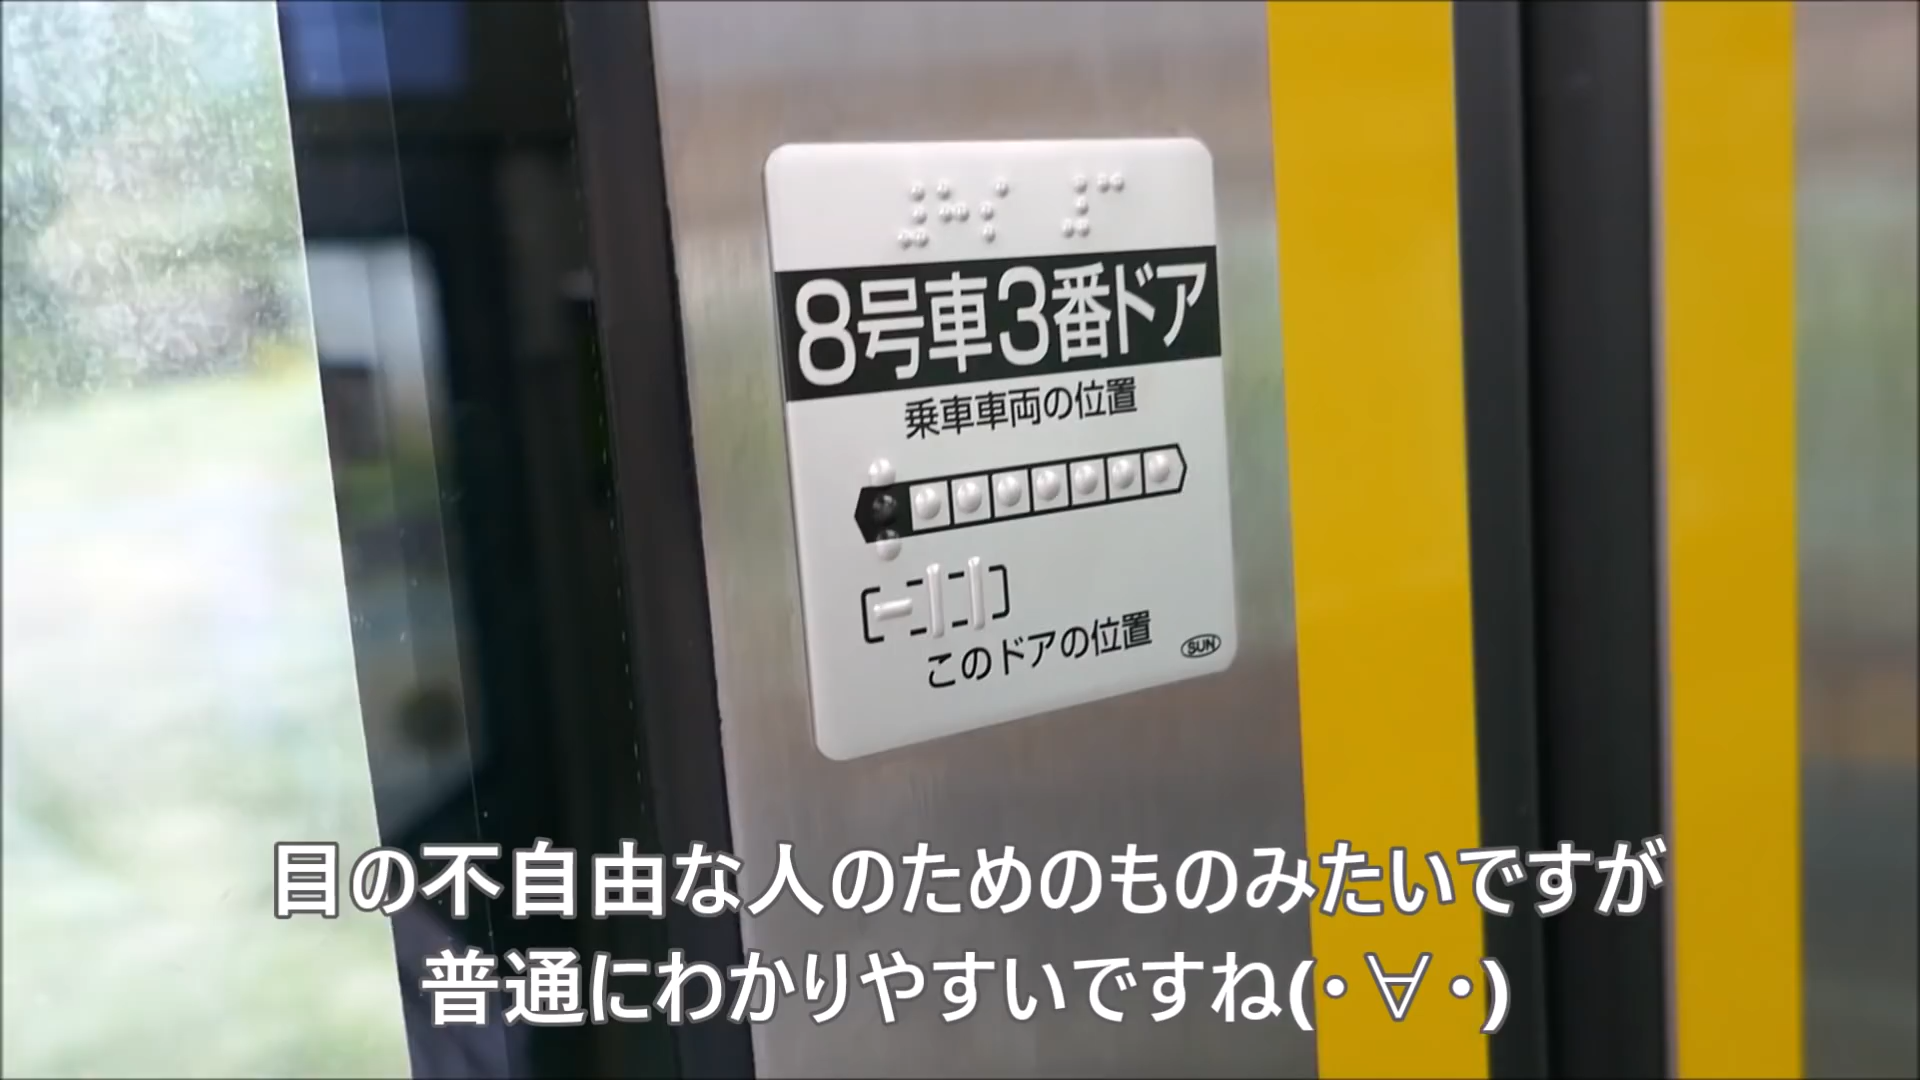 8号車3番ドア
乗車車両の位置
このドアの位置
SUN
目の不自由な人のためのものみたいですが
普通にわかりやすいですね(・∀・)